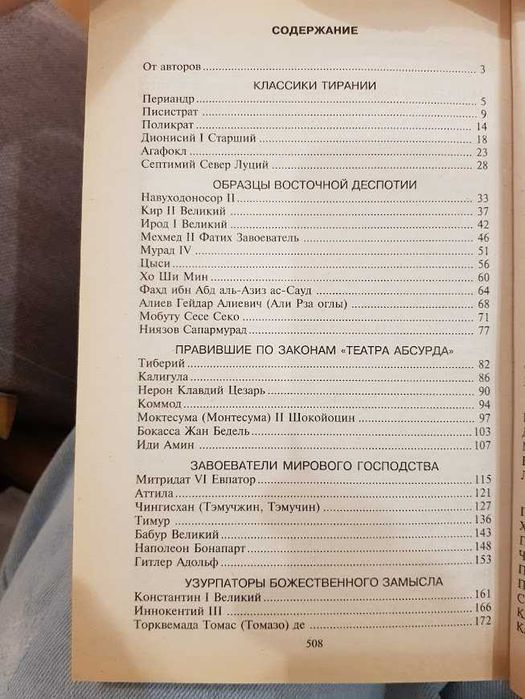 СОДЕРЖАНИЕ
От авторов 3
КЛАССИКИ ТИРАНИИ
Периандр 5
Писистрат 9
Поликрат 14
Дионисий I Старший 18
Агафокл 23
Септимий Север Луций 28
ОБРАЗЦЫ ВОСТОЧНОЙ ДЕСПОТИИ
Навуходоносор II 33
Кир II Великий 37
Ирод I Великий 42
Мехмед II Фатих Завоеватель 46
Мурад IV 51
Цыси 56
Хо Ши Мин 60
Фахд ибн Абд аль-Азиз ас-Сауд 64
Алиев Гейдар Алиевич (Али Рза оглы) 68
Мобуту Сесе Секо 71
Ниязов Сапармурад 77
ПРАВИВШИЕ ПО ЗАКОНАМ «ТЕАТРА АБСУРДА»
Тиберий 82
Калигула 86
Нерон Клавдий Цезарь 90
Коммод 94
Моктесума (Монтесума) II Шокойоцин 97
Бокасса Жан Бедель 103
Иди Амин 107
ЗАВОЕВАТЕЛИ МИРОВОГО ГОСПОДСТВА
Митридат VI Евпатор 115
Аттила 121
Чингисхан (Тэмучжин, Тэмучин) 127
Тимур 136
Бабур Великий 143
Наполеон Бонапарт 148
Гитлер Адольф 153
УЗУРПАТОРЫ БОЖЕСТВЕННОГО ЗАМЫСЛА
Константин I Великий 161
Иннокентий III 166
Торквемада Томас (Томазо) де 172
508